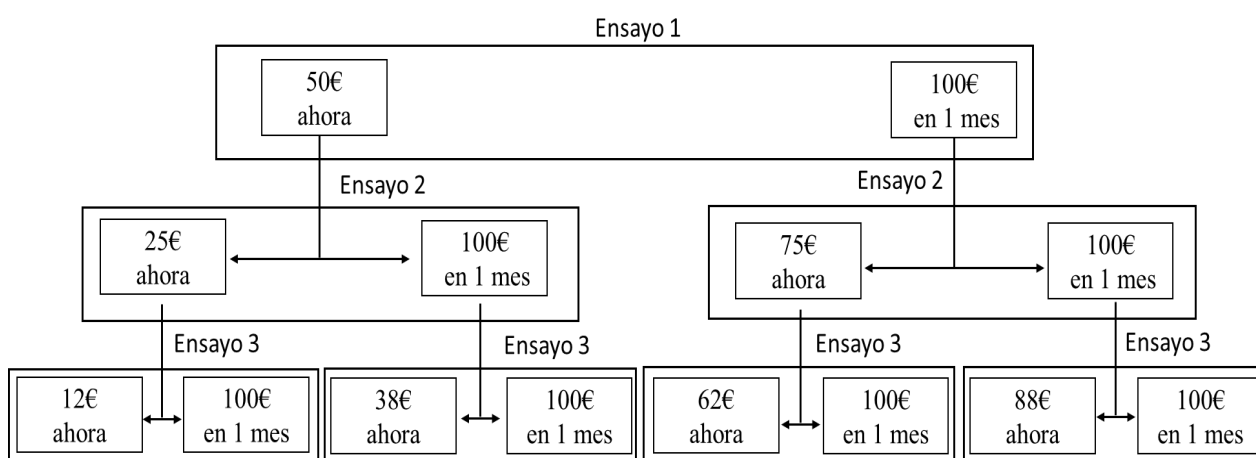 Ensayo 1
50€
ahora
100€
en 1 mes
Ensayo 2
Ensayo 2
25€
ahora
100€
en 1 mes
75€
ahora
100€
en 1 mes
Ensayo 3
Ensayo 3
Ensayo 3
Ensayo 3
12€
ahora
100€
en 1 mes
38€
ahora
100€
en 1 mes
62€
ahora
100€
en 1 mes
88€
ahora
100€
en 1 mes